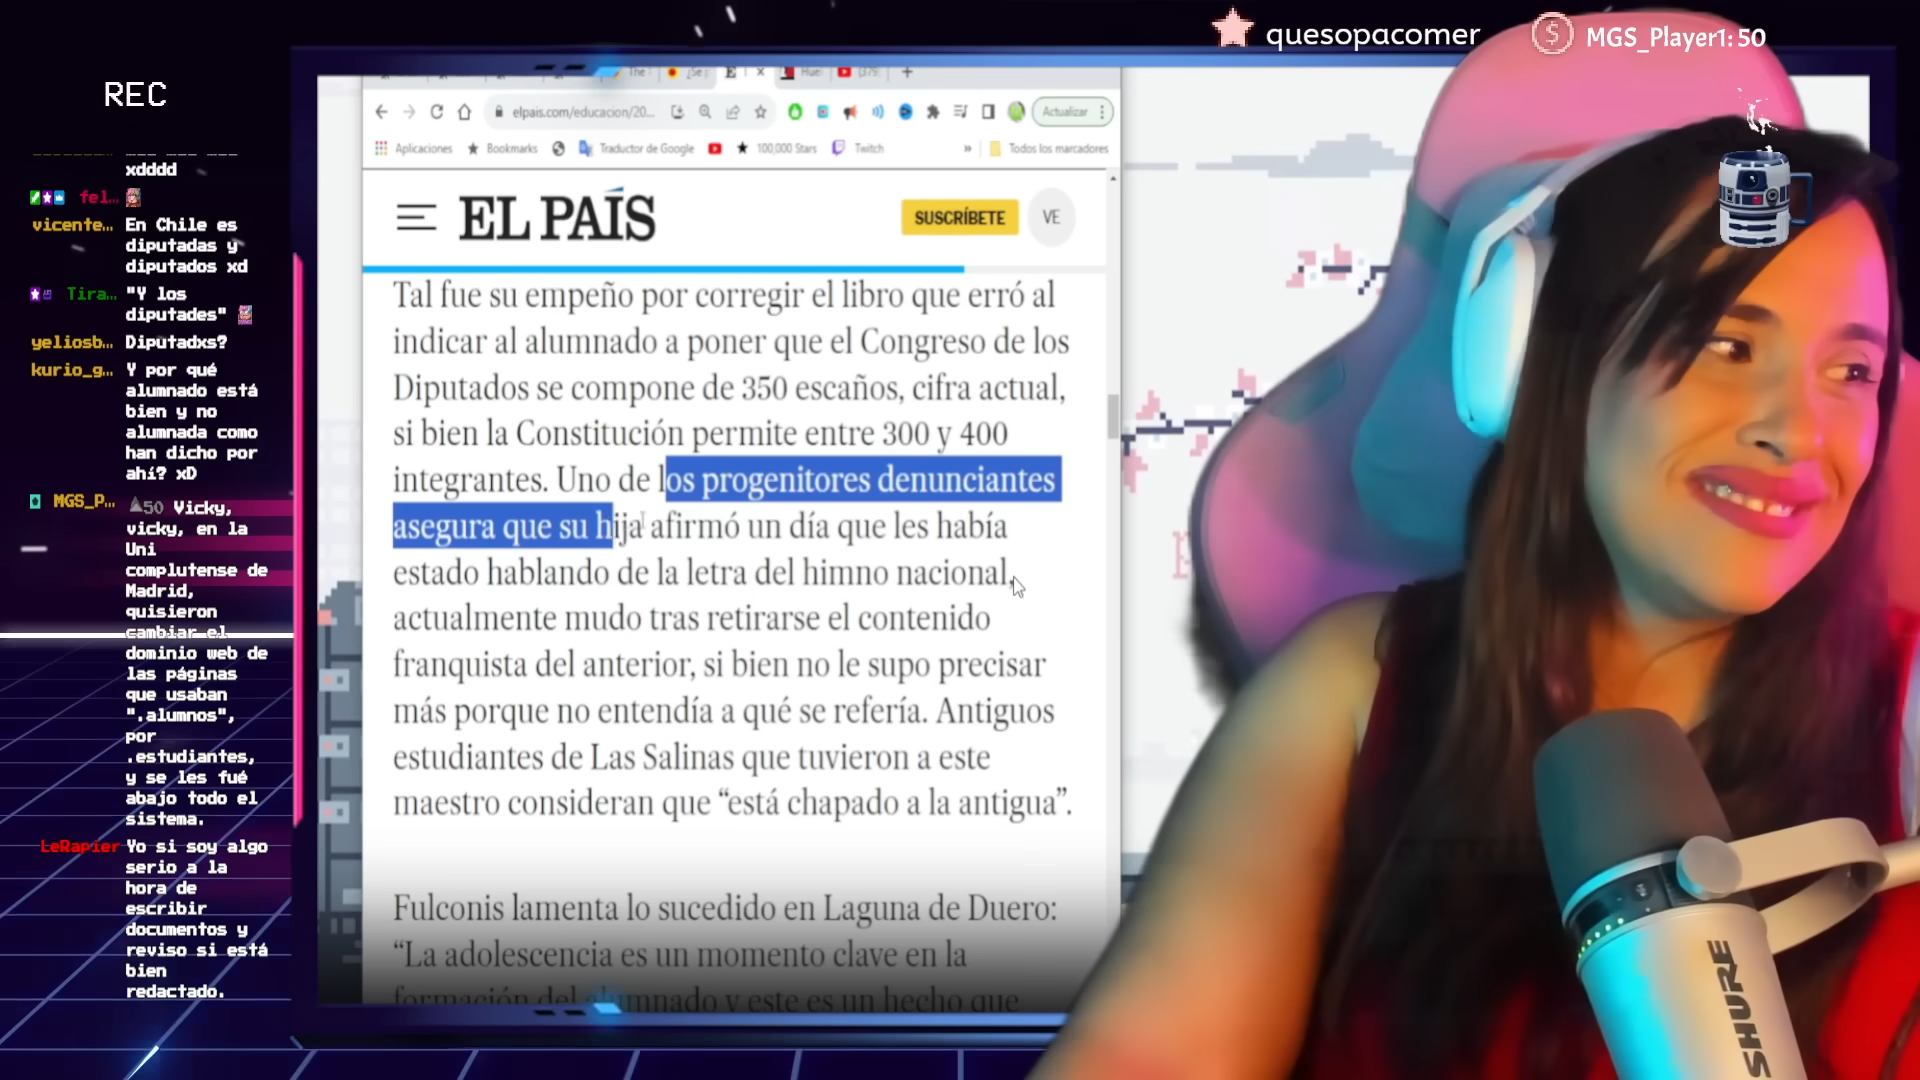 quesopacomer
MGS_Player1: 50
REC
xdddd
fel...
vicente... En Chile es
diputadas y
diputados xd
Tira... "Y los
diputades"
yeliosb... Diputadxs?
kurio_g... Y por qué
alumnado está
bien y no
alumnada como
han dicho por
ahí? xD
MGS_P... 50 Vicky,
vicky, en la
Uni
complutense de
Madrid,
quisieron
cambiar el
dominio web de
las páginas
que usaban
".alumnos",
por
.estudiantes,
y se les fué
abajo todo el
sistema.
LeRapier Yo si soy algo
serio a la
hora de
escribir
documentos y
reviso si está
bien
redactado.
elpais.com/educacion/20...
Actualizar
Aplicaciones Bookmarks Traductor de Google 100,000 Stars Twitch » Todos los marcadores
EL PAÍS
SUSCRÍBETE
VE
Tal fue su empeño por corregir el libro que erró al
indicar al alumnado a poner que el Congreso de los
Diputados se compone de 350 escaños, cifra actual,
si bien la Constitución permite entre 300 y 400
integrantes. Uno de los progenitores denunciantes
asegura que su hija afirmó un día que les había
estado hablando de la letra del himno nacional,
actualmente mudo tras retirarse el contenido
franquista del anterior, si bien no le supo precisar
más porque no entendía a qué se refería. Antiguos
estudiantes de Las Salinas que tuvieron a este
maestro consideran que “está chapado a la antigua”.
Fulconis lamenta lo sucedido en Laguna de Duero:
“La adolescencia es un momento clave en la
formación del alumnado y este es un hecho que
SHURE